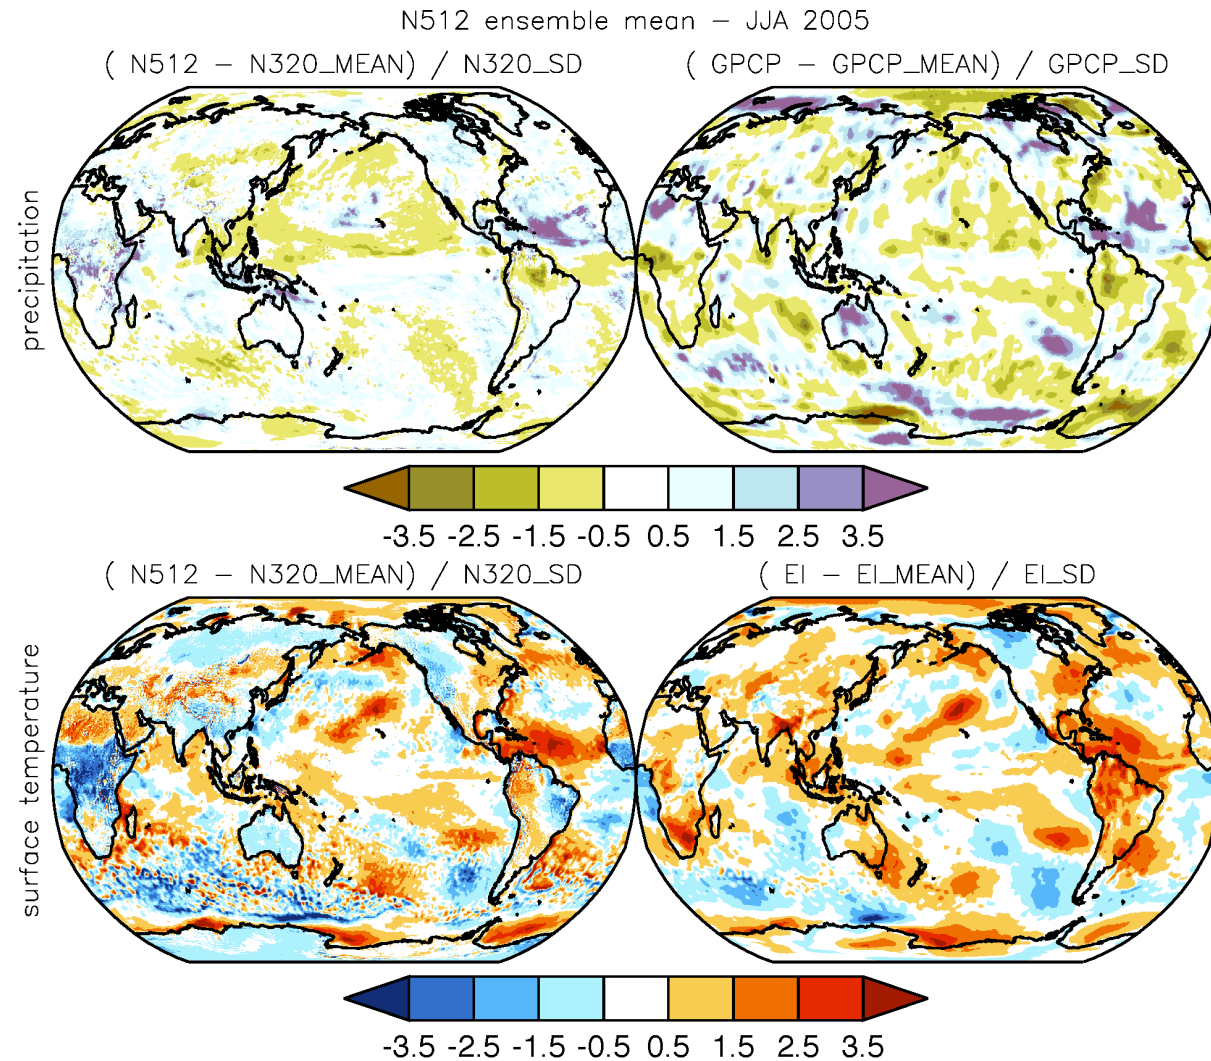 N512 ensemble mean − JJA 2005
( N512 − N320_MEAN) / N320_SD
( GPCP − GPCP_MEAN) / GPCP_SD
precipitation
-3.5 -2.5 -1.5 -0.5 0.5 1.5 2.5 3.5
( N512 − N320_MEAN) / N320_SD
( EI − EI_MEAN) / EI_SD
surface temperature
-3.5 -2.5 -1.5 -0.5 0.5 1.5 2.5 3.5